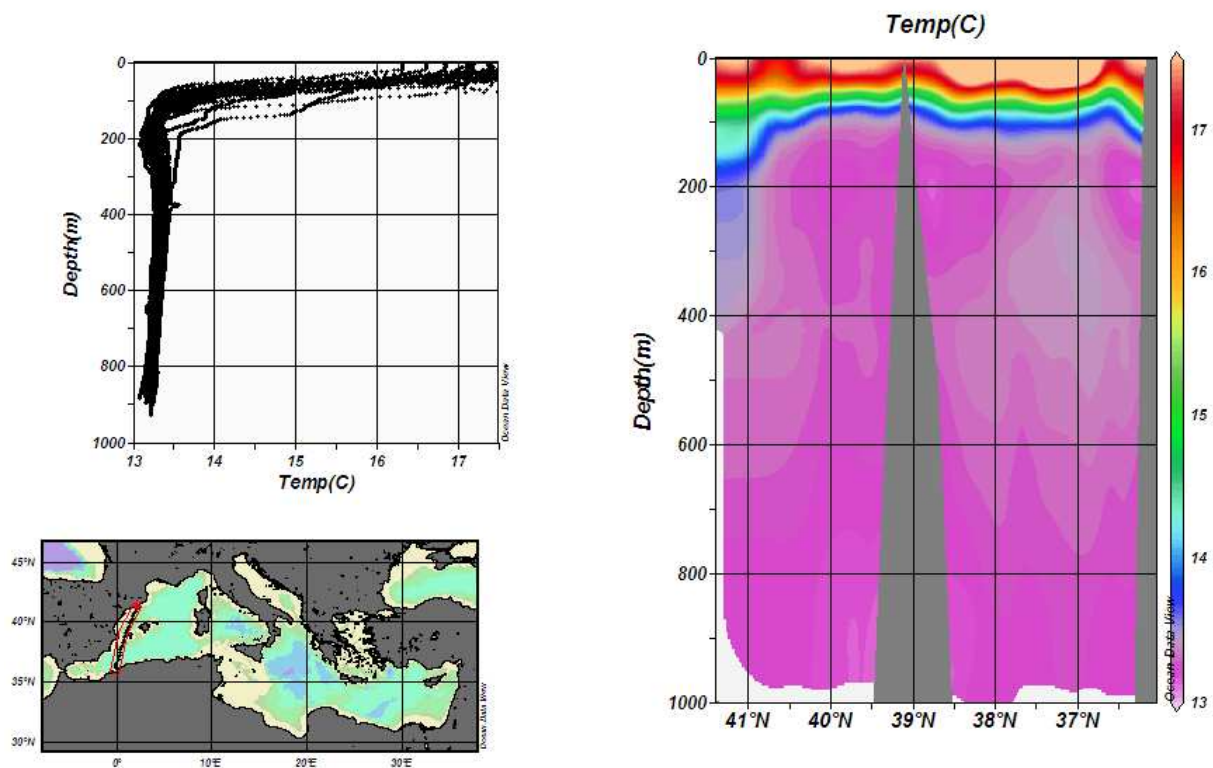 Temp(C)
0
200
400
600
800
1000
Depth(m)
13 14 15 16 17
Temp(C)
Ocean Data View
45°N
40°N
35°N
30°N
0° 10°E 20°E 30°E
Ocean Data View
0
200
400
600
800
1000
Depth(m)
41°N 40°N 39°N 38°N 37°N
Ocean Data View
17
16
15
14
13